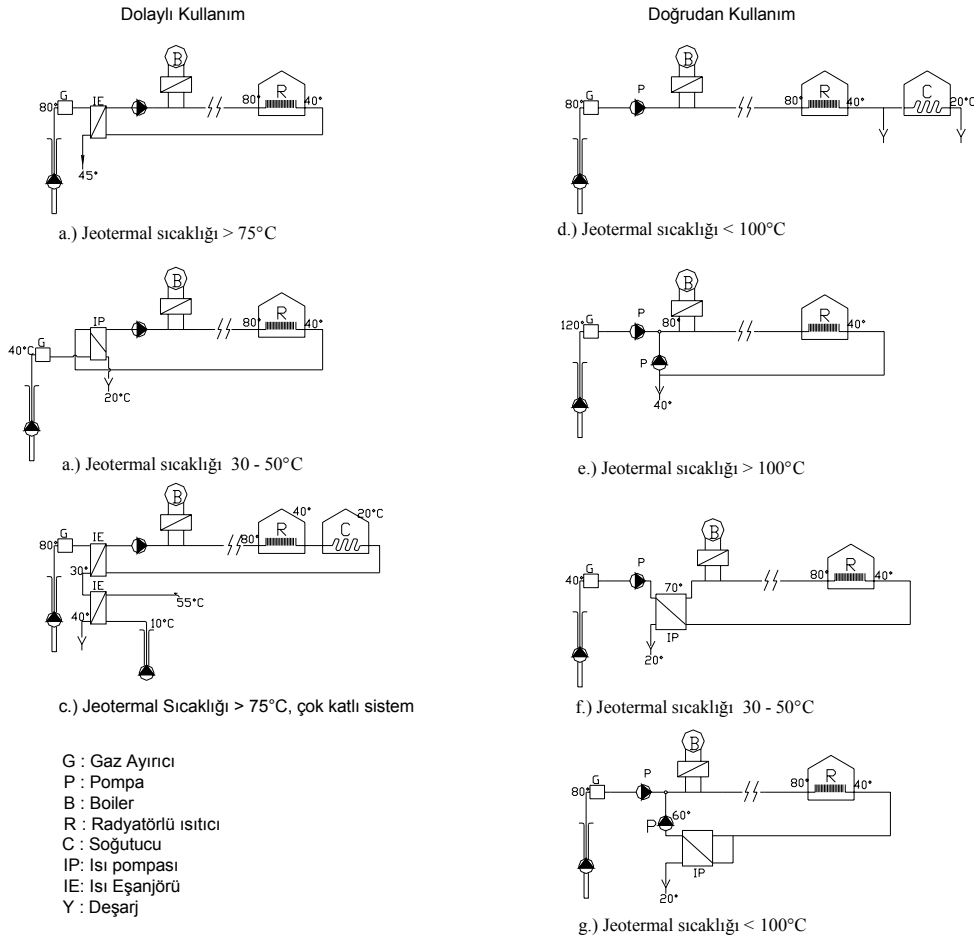 Dolaylı Kullanım
G
IE
B
R
80°
80°
40°
45°
a.) Jeotermal sıcaklığı > 75°C
B
R
IP
G
80°
40°
40°C
20°C
a.) Jeotermal sıcaklığı 30 - 50°C
B
R
C
40°
20°C
G
IE
80°
80°
30°
IE
55°C
40°
10°C
c.) Jeotermal Sıcaklığı > 75°C, çok katlı sistem
G : Gaz Ayırıcı
P : Pompa
B : Boiler
R : Radyatörlü ısıtıcı
C : Soğutucu
IP: Isı pompası
IE: Isı Eşanjörü
Y : Deşarj
Doğrudan Kullanım
B
R
C
G
P
80°
80°
40°
20°C
d.) Jeotermal sıcaklığı < 100°C
B
R
G
P
120°
80°
40°
P
40°
e.) Jeotermal sıcaklığı > 100°C
B
R
G
P
40°
70°
80°
40°
IP
20°
f.) Jeotermal sıcaklığı 30 - 50°C
B
R
G
P
80°
80°
40°
60°
P
IP
20°
g.) Jeotermal sıcaklığı < 100°C